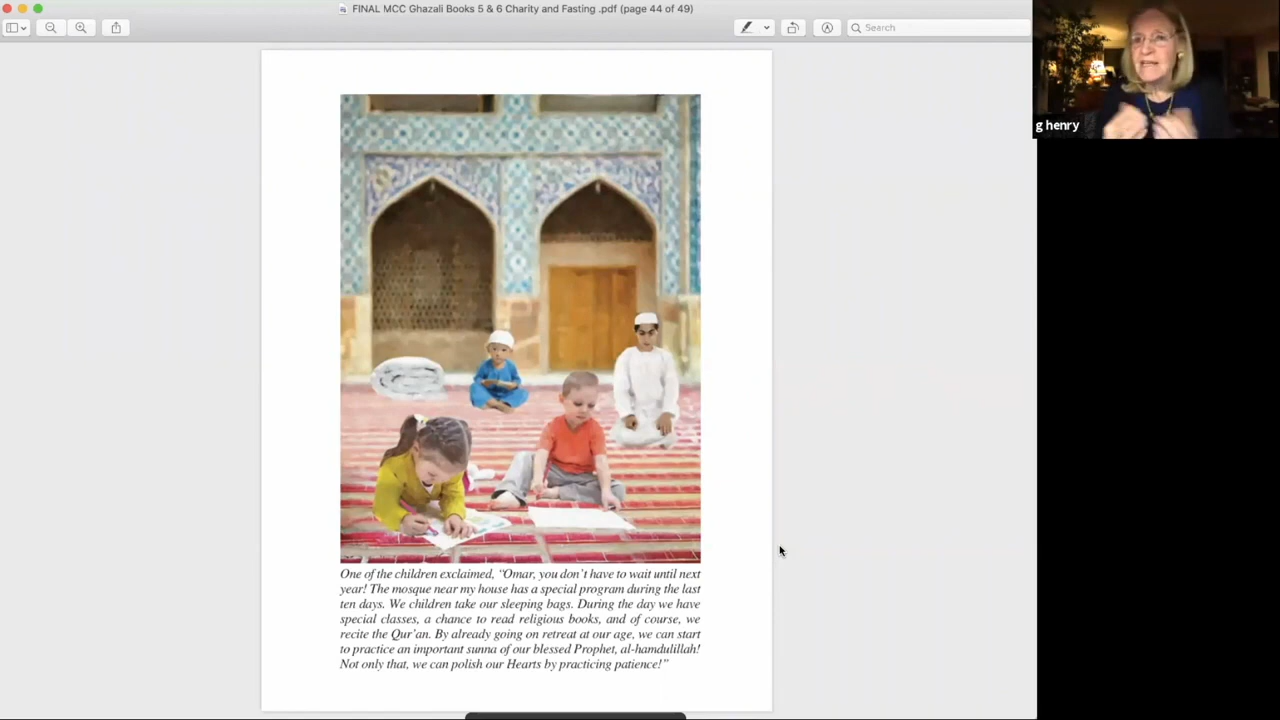 FINAL MCC Ghazali Books 5 & 6 Charity and Fasting .pdf (page 44 of 49)
Search
g henry
One of the children exclaimed, “Omar, you don’t have to wait until next
year! The mosque near my house has a special program during the last
ten days. We children take our sleeping bags. During the day we have
special classes, a chance to read religious books, and of course, we
recite the Qur’an. By already going on retreat at our age, we can start
to practice an important sunna of our blessed Prophet, al-hamdulillah!
Not only that, we can polish our Hearts by practicing patience!”